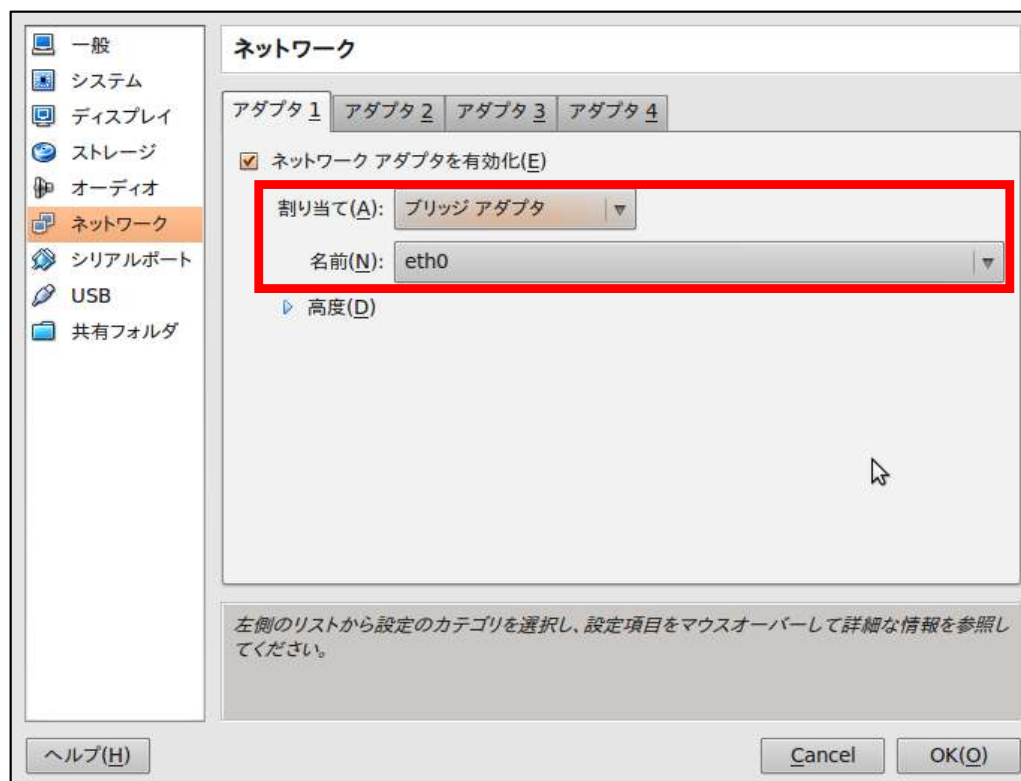 一般
システム
ディスプレイ
ストレージ
オーディオ
ネットワーク
シリアルポート
USB
共有フォルダ
ネットワーク
アダプタ 1 アダプタ 2 アダプタ 3 アダプタ 4
ネットワーク アダプタを有効化(E)
割り当て(A): ブリッジ アダプタ
名前(N): eth0
高度(D)
左側のリストから設定のカテゴリを選択し、設定項目をマウスオーバーして詳細な情報を参照し
てください。
ヘルプ(H) Cancel OK(O)